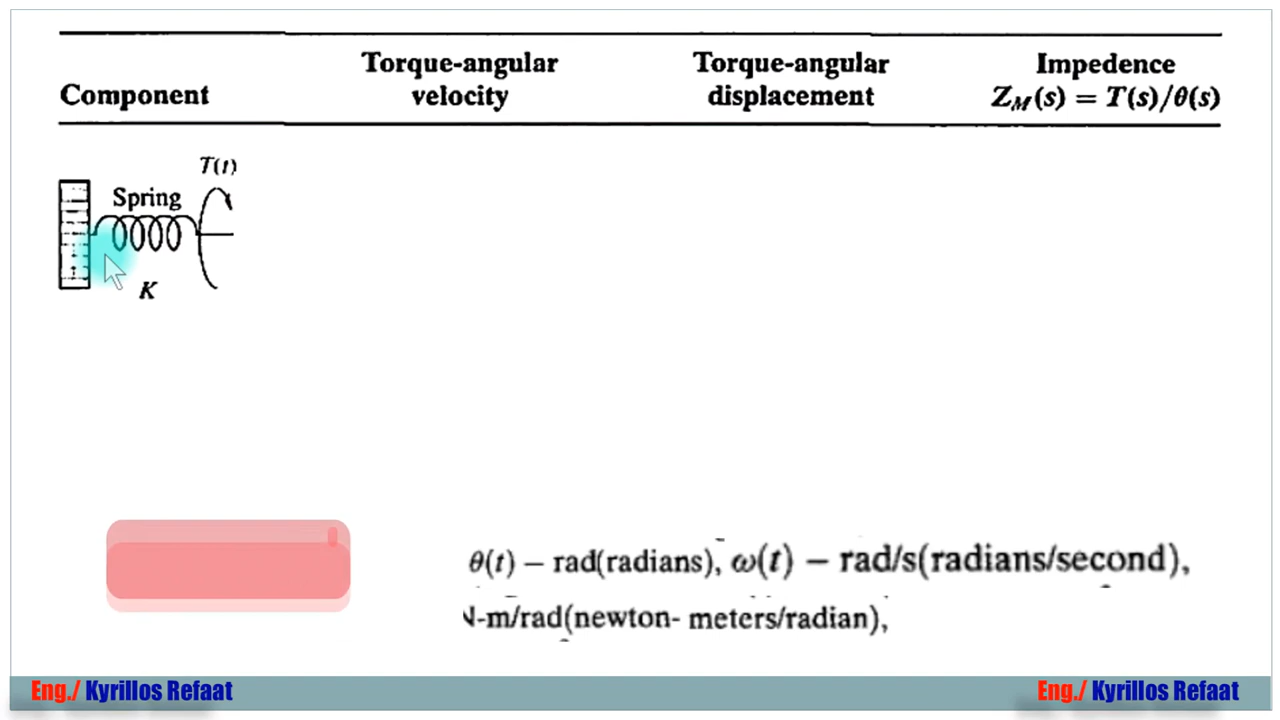 Component
Torque-angular
velocity
Torque-angular
displacement
Impedence
Z_M(s) = T(s)/θ(s)
T(t)
Spring
K
θ(t) – rad(radians), ω(t) – rad/s(radians/second),
N-m/rad(newton- meters/radian),
Eng./ Kyrillos Refaat
Eng./ Kyrillos Refaat